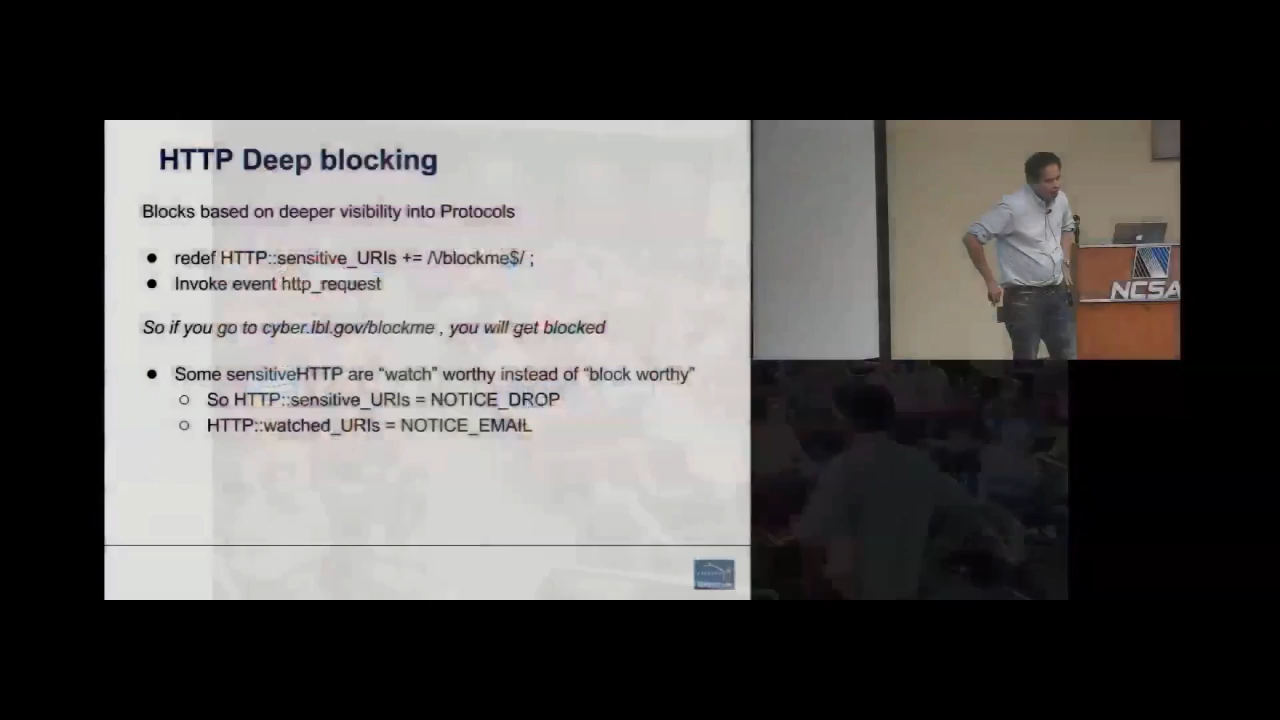 HTTP Deep blocking
Blocks based on deeper visibility into Protocols
● redef HTTP::sensitive_URIs += /\/blockme$/ ;
● Invoke event http_request
So if you go to cyber.lbl.gov/blockme , you will get blocked
● Some sensitiveHTTP are “watch” worthy instead of “block worthy”
○ So HTTP::sensitive_URIs = NOTICE_DROP
○ HTTP::watched_URIs = NOTICE_EMAIL
NCSA